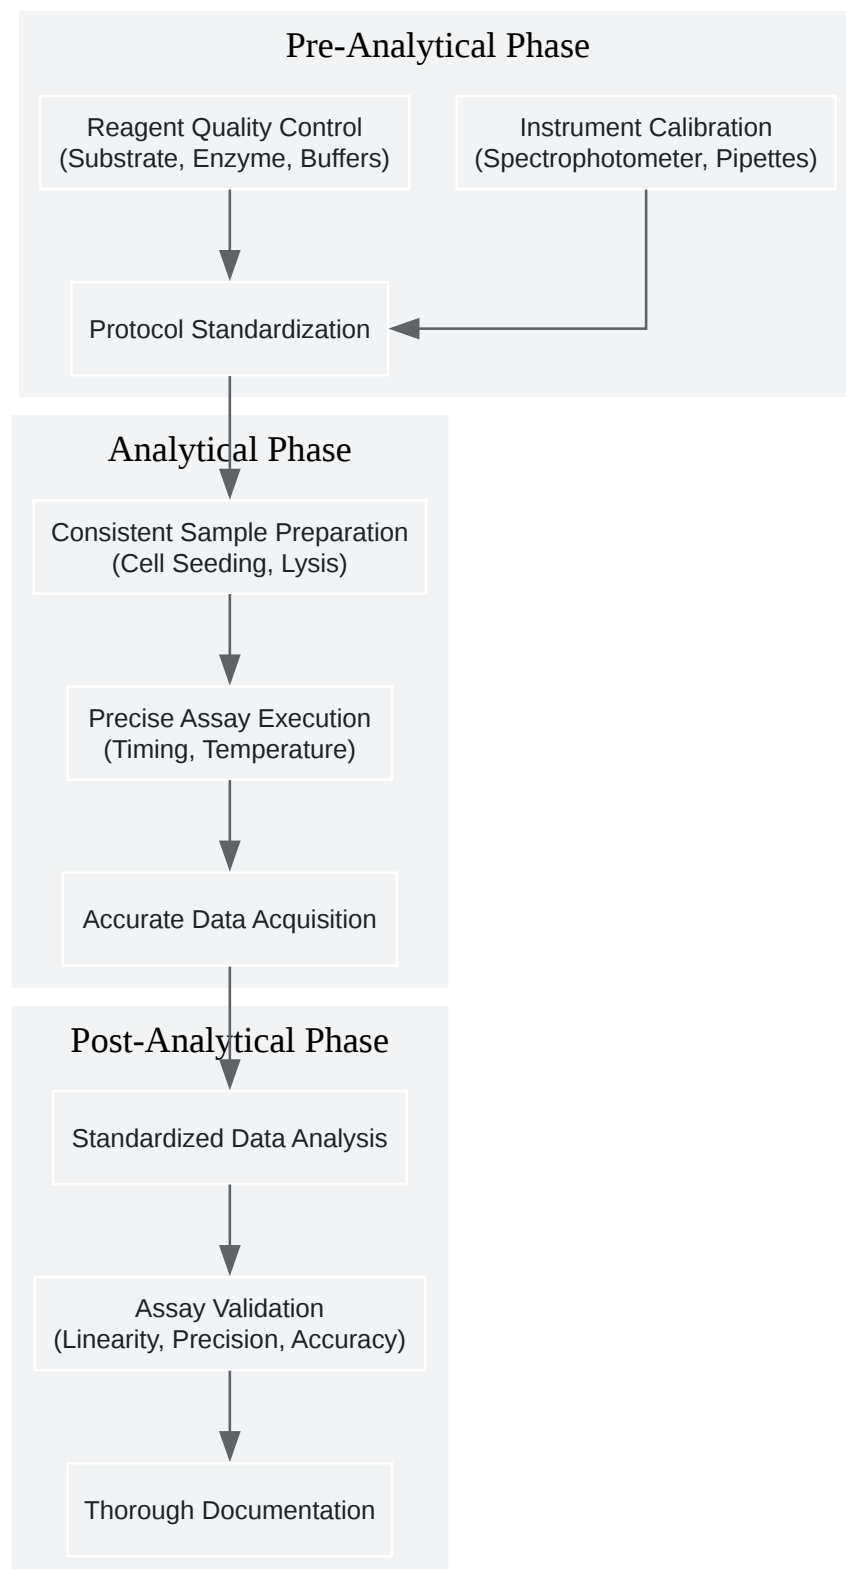 Pre-Analytical Phase
Reagent Quality Control
(Substrate, Enzyme, Buffers)
Instrument Calibration
(Spectrophotometer, Pipettes)
Protocol Standardization
Analytical Phase
Consistent Sample Preparation
(Cell Seeding, Lysis)
Precise Assay Execution
(Timing, Temperature)
Accurate Data Acquisition
Post-Analytical Phase
Standardized Data Analysis
Assay Validation
(Linearity, Precision, Accuracy)
Thorough Documentation